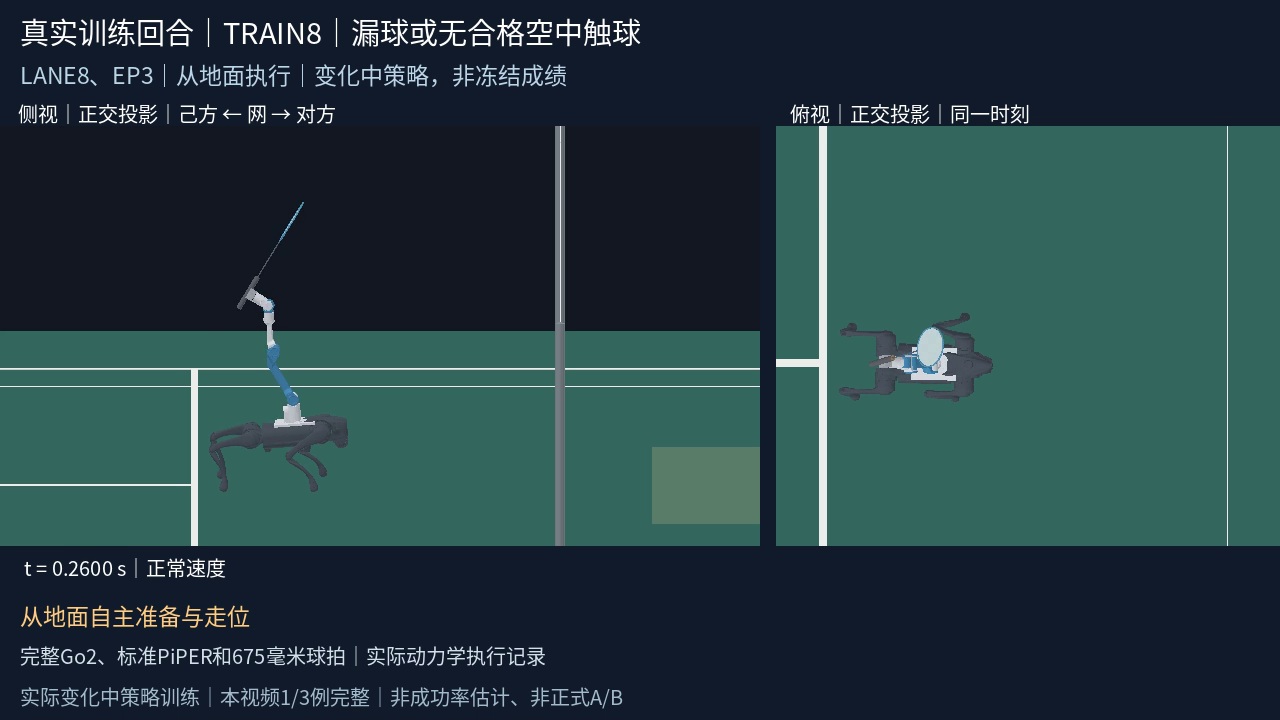 真实训练回合｜TRAIN8｜漏球或无合格空中触球
LANE8、EP3｜从地面执行｜变化中策略，非冻结成绩
侧视｜正交投影｜己方 ← 网 → 对方
俯视｜正交投影｜同一时刻
t = 0.2600 s｜正常速度
从地面自主准备与走位
完整Go2、标准PiPER和675毫米球拍｜实际动力学执行记录
实际变化中策略训练｜本视频1/3例完整｜非成功率估计、非正式A/B